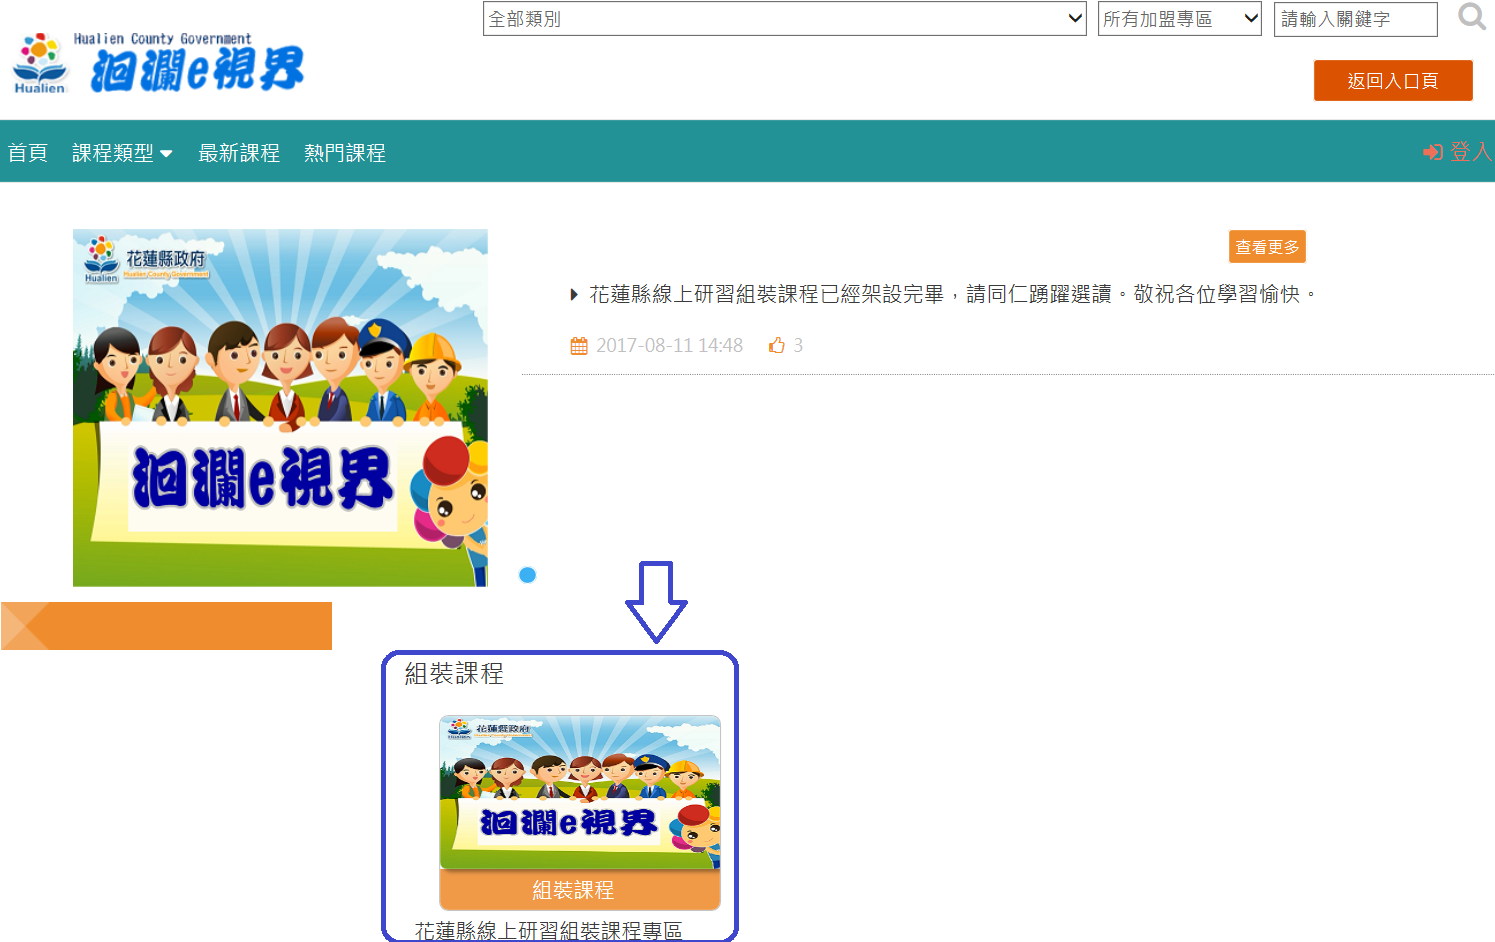 全部類別
所有加盟專區
請輸入關鍵字
Hualien County Government
洄瀾e視界
Hualien
返回入口頁
首頁
課程類型
最新課程
熱門課程
登入
花蓮縣政府
Hualien County Government
Hualien
洄瀾e視界
查看更多
花蓮縣線上研習組裝課程已經架設完畢，請同仁踴躍選讀。敬祝各位學習愉快。
2017-08-11 14:48
3
組裝課程
花蓮縣政府
洄瀾e視界
組裝課程
花蓮縣線上研習組裝課程專區